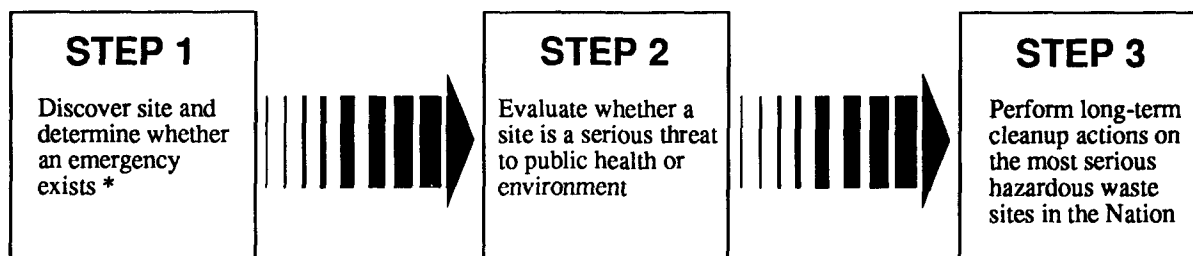 STEP 1
Discover site and
determine whether
an emergency
exists *
STEP 2
Evaluate whether a
site is a serious threat
to public health or
environment
STEP 3
Perform long-term
cleanup actions on
the most serious
hazardous waste
sites in the Nation